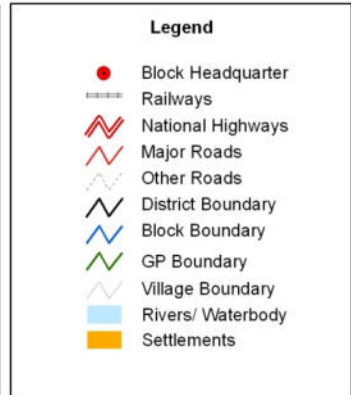 Legend
Block Headquarter
Railways
National Highways
Major Roads
Other Roads
District Boundary
Block Boundary
GP Boundary
Village Boundary
Rivers/ Waterbody
Settlements